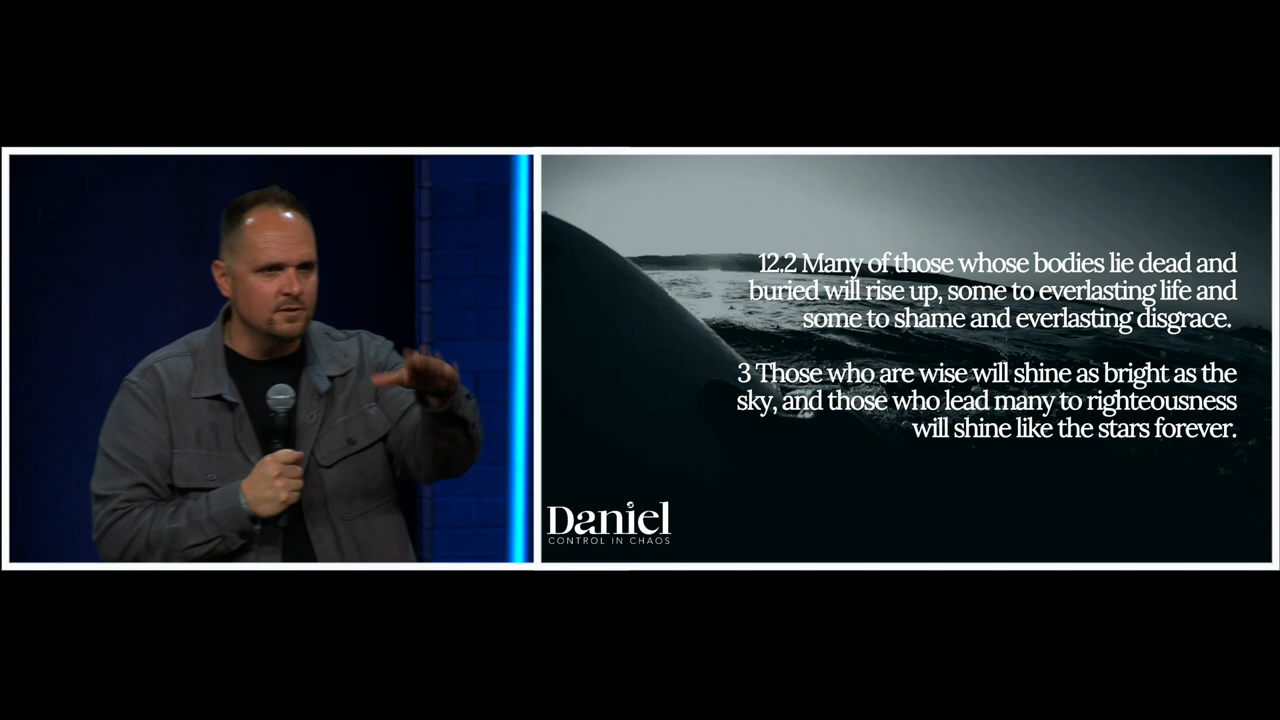 12.2 Many of those whose bodies lie dead and
buried will rise up, some to everlasting life and
some to shame and everlasting disgrace.
3 Those who are wise will shine as bright as the
sky, and those who lead many to righteousness
will shine like the stars forever.
Daniel
CONTROL IN CHAOS